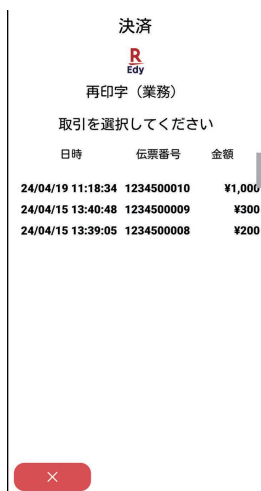 決済
R
Edy
再印字（業務）
取引を選択してください
日時 伝票番号 金額
24/04/19 11:18:34 1234500010 ¥1,000
24/04/15 13:40:48 1234500009 ¥300
24/04/15 13:39:05 1234500008 ¥200
×